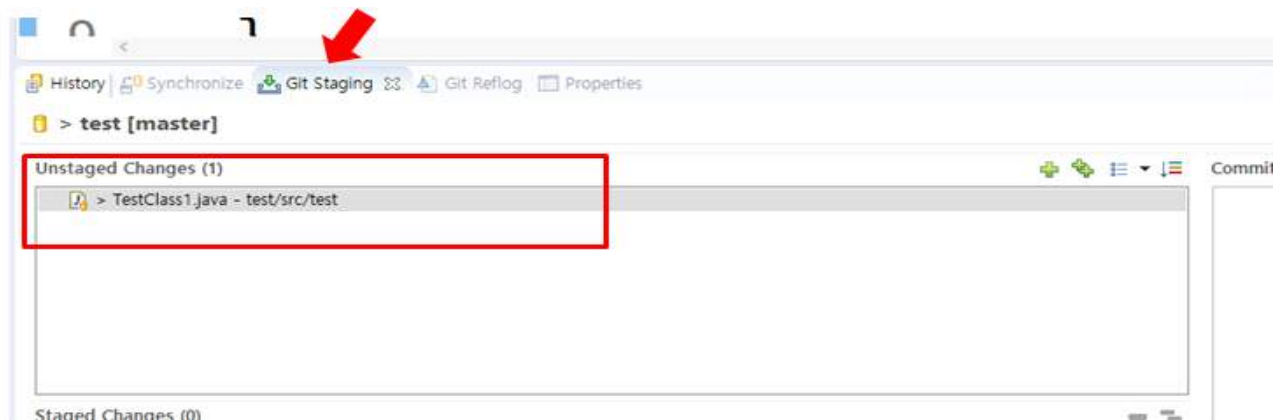 History Synchronize Git Staging Git Reflog Properties
> test [master]
Unstaged Changes (1)
Commit
> TestClass1.java - test/src/test
Staged Changes (0)